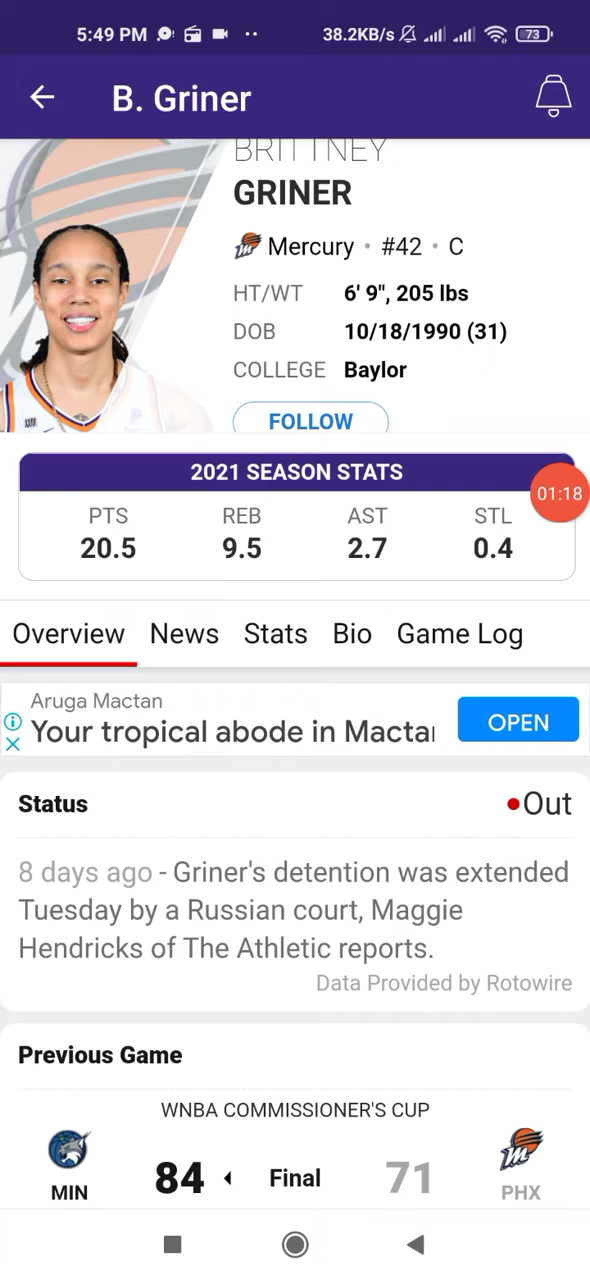 5:49 PM 38.2KB/s 73
B. Griner
BRITTNEY
GRINER
Mercury • #42 • C
HT/WT 6' 9", 205 lbs
DOB 10/18/1990 (31)
COLLEGE Baylor
FOLLOW
2021 SEASON STATS
01:18
PTS REB AST STL
20.5 9.5 2.7 0.4
Overview News Stats Bio Game Log
Aruga Mactan
Your tropical abode in Mactan
OPEN
Status
Out
8 days ago - Griner's detention was extended
Tuesday by a Russian court, Maggie
Hendricks of The Athletic reports.
Data Provided by Rotowire
Previous Game
WNBA COMMISSIONER'S CUP
84 Final 71
MIN PHX